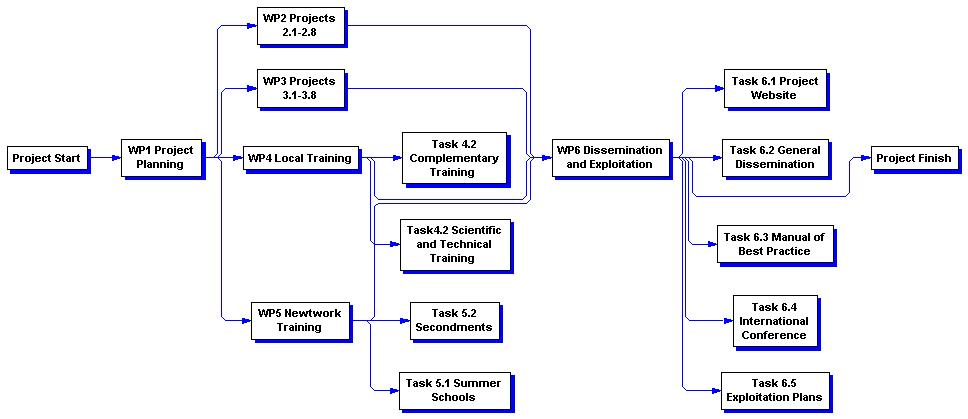 Project Start
WP1 Project
Planning
WP2 Projects
2.1-2.8
WP3 Projects
3.1-3.8
WP4 Local Training
WP5 Newtwork
Training
Task 4.2
Complementary
Training
Task4.2 Scientific
and Technical
Training
Task 5.2
Secondments
Task 5.1 Summer
Schools
WP6 Dissemination
and Exploitation
Task 6.1 Project
Website
Task 6.2 General
Dissemination
Task 6.3 Manual of
Best Practice
Task 6.4
International
Conference
Task 6.5
Exploitation Plans
Project Finish